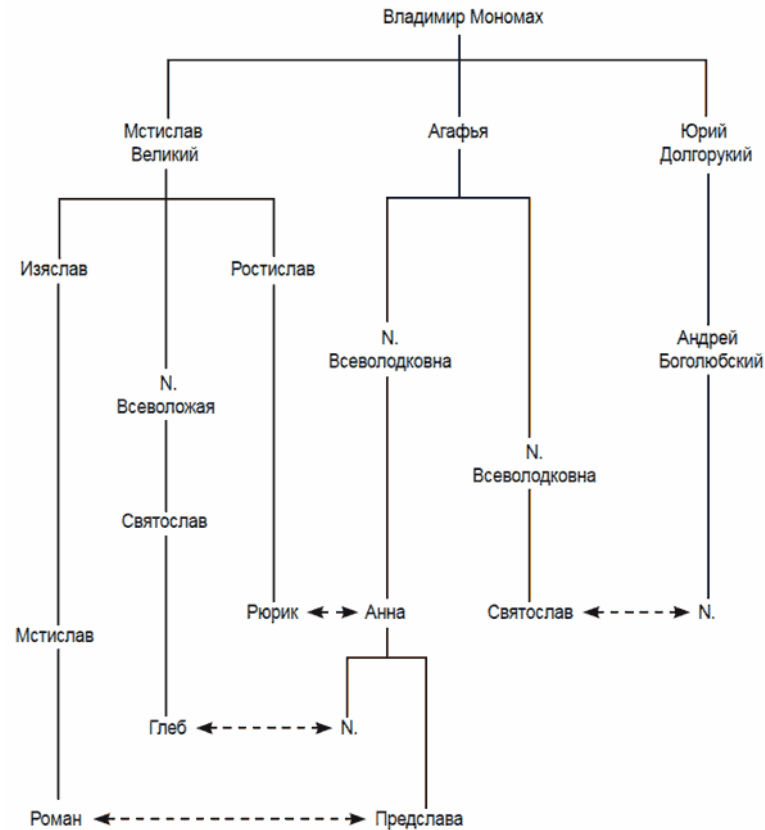 Владимир Мономах
Мстислав
Великий
Агафья
Юрий
Долгорукий
Изяслав
Ростислав
N.
Всеволодковна
Андрей
Боголюбский
N.
Всеволожая
N.
Всеволодковна
Святослав
Рюрик
Анна
Святослав
N.
Мстислав
Глеб
N.
Роман
Предслава